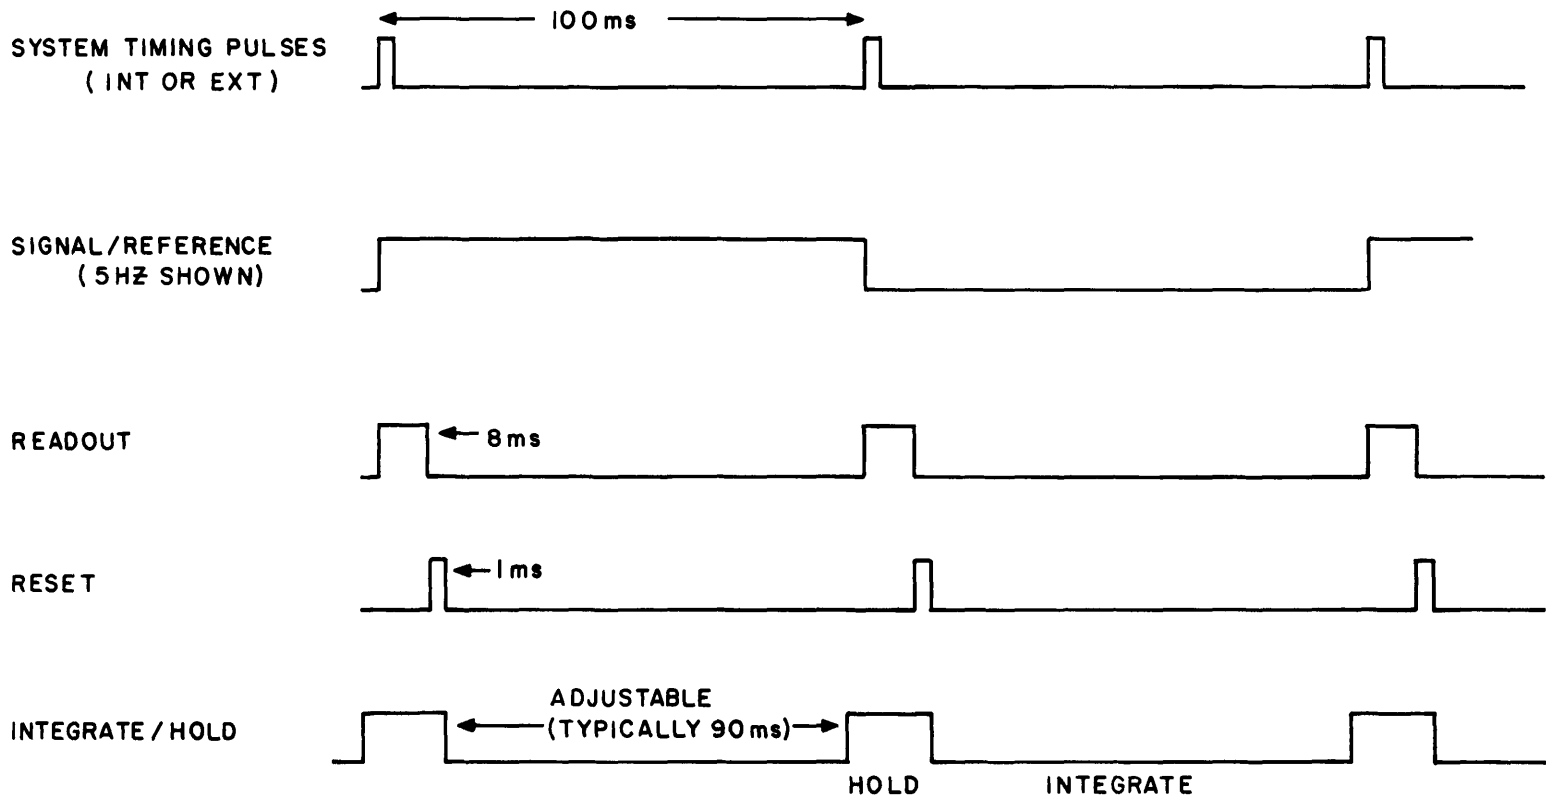 100ms
SYSTEM TIMING PULSES
(INT OR EXT)
SIGNAL/REFERENCE
(5HZ SHOWN)
READOUT
8ms
RESET
1ms
INTEGRATE/HOLD
ADJUSTABLE
(TYPICALLY 90ms)
HOLD
INTEGRATE